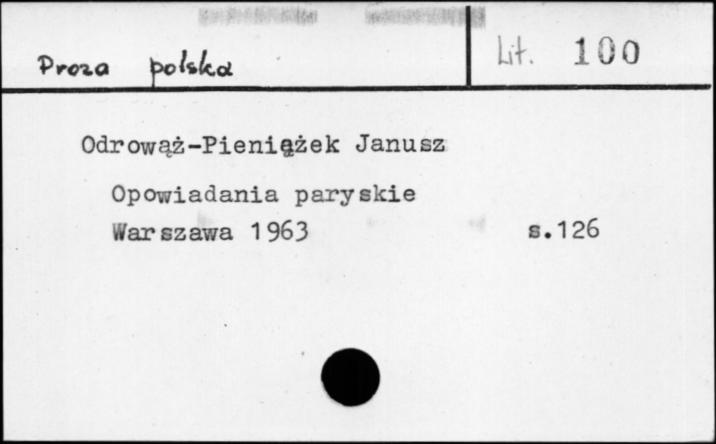 Proza polska
Lit. 100
Odrowąż-Pieniążek Janusz
Opowiadania paryskie
Warszawa 1963 s.126